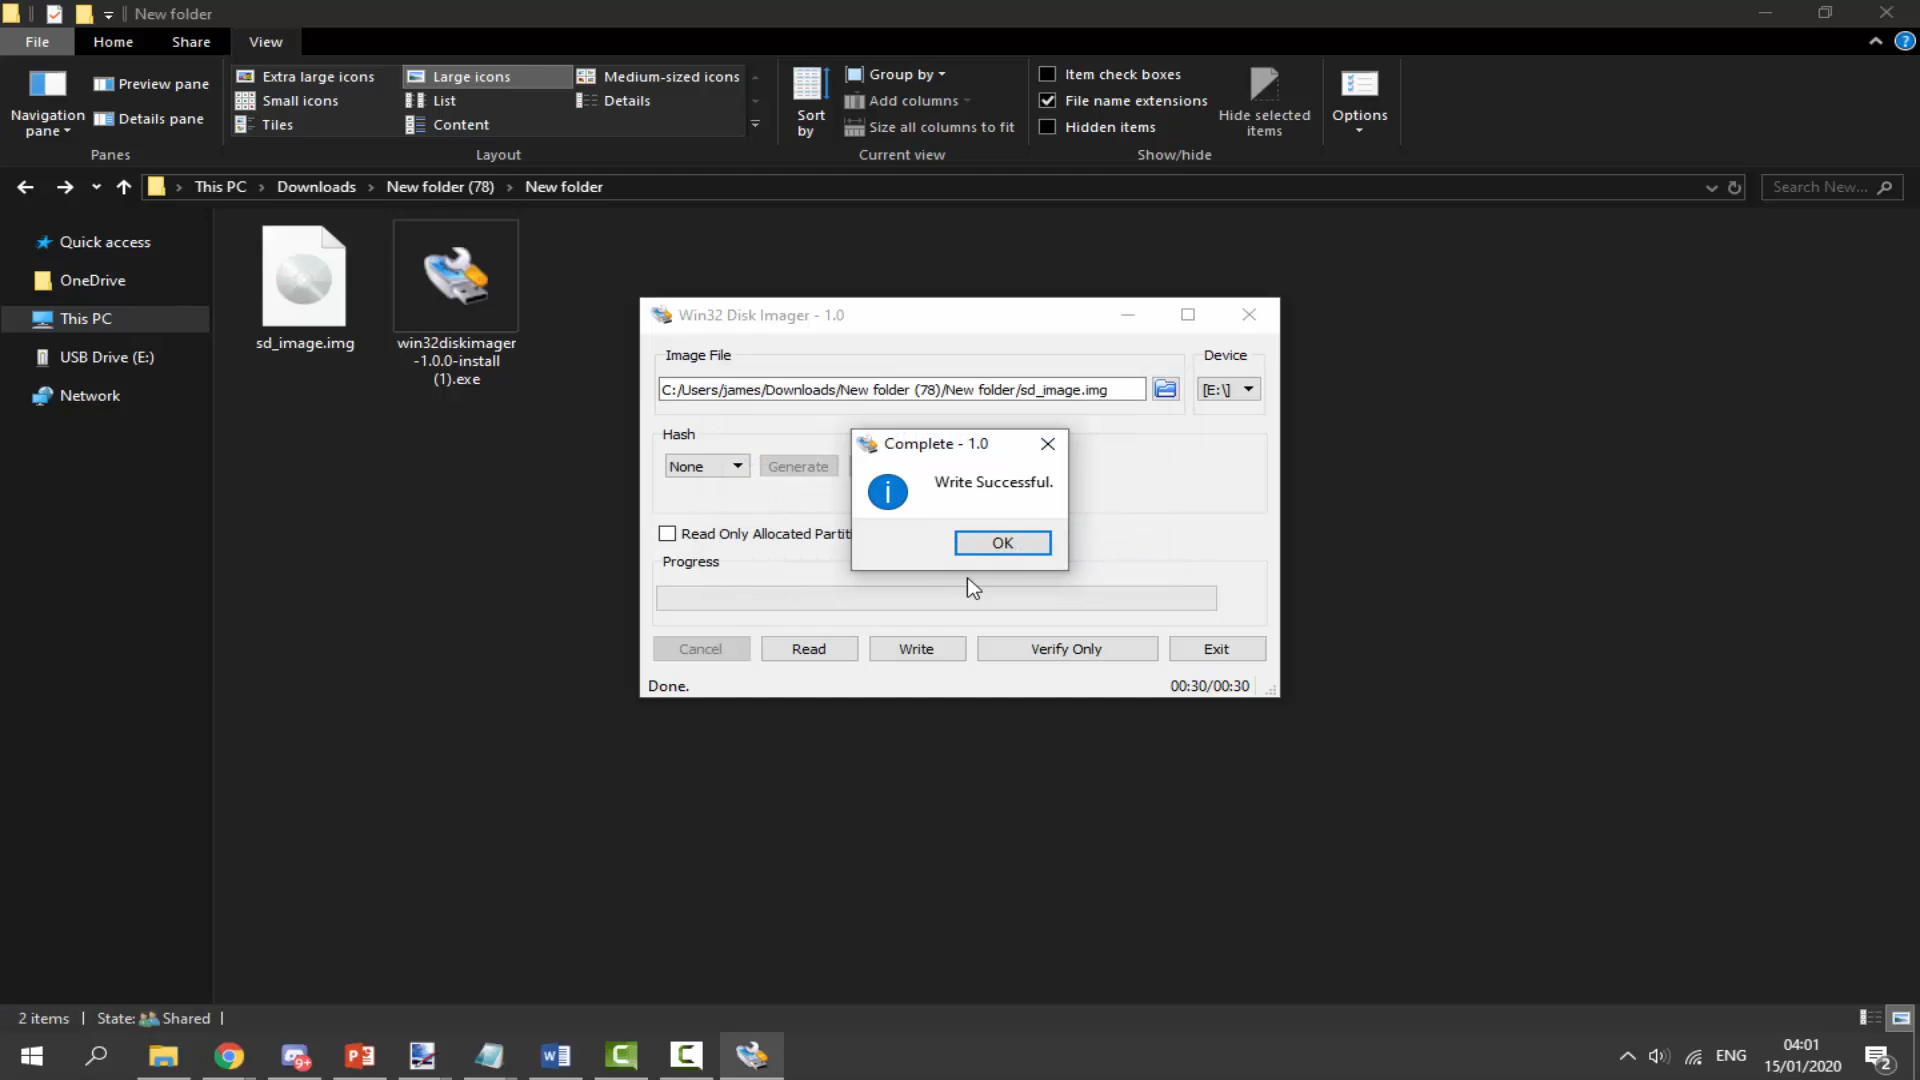 New folder
File
Home
Share
View
Navigation
pane
Preview pane
Details pane
Panes
Extra large icons
Large icons
Medium-sized icons
Small icons
List
Details
Tiles
Content
Layout
Sort
by
Group by
Add columns
Size all columns to fit
Current view
Item check boxes
File name extensions
Hidden items
Hide selected
items
Show/hide
Options
This PC
Downloads
New folder (78)
New folder
Search New...
Quick access
OneDrive
This PC
USB Drive (E:)
Network
sd_image.img
win32diskimager
-1.0.0-install
(1).exe
Win32 Disk Imager - 1.0
Image File
Device
C:/Users/james/Downloads/New folder (78)/New folder/sd_image.img
[E:\]
Hash
None
Generate
Complete - 1.0
Write Successful.
OK
Read Only Allocated Partiti
Progress
Cancel
Read
Write
Verify Only
Exit
Done.
00:30/00:30
2 items
State:
Shared
9+
ENG
04:01
15/01/2020
2